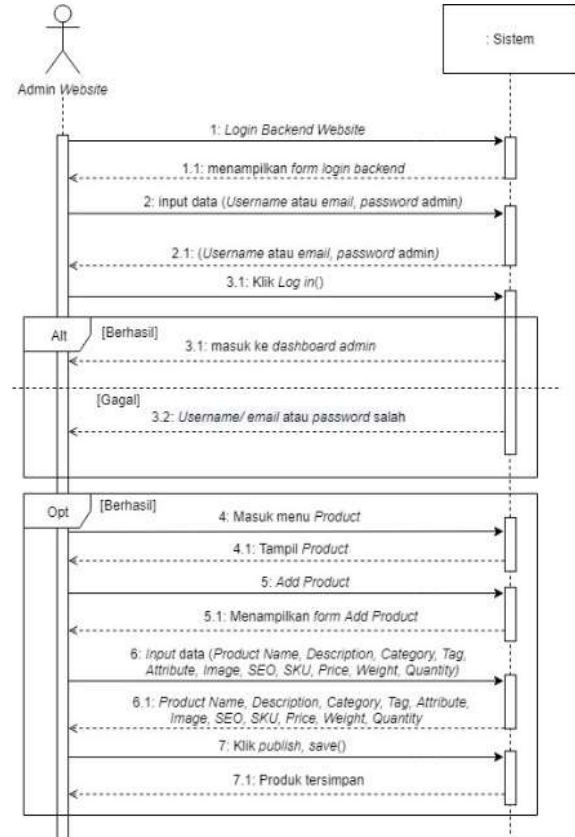 : Sistem
Admin Website
1: Login Backend Website
1.1: menampilkan form login backend
2: input data (Username atau email, password admin)
2.1: (Username atau email, password admin)
3.1: Klik Log in()
Alt
[Berhasil]
3.1: masuk ke dashboard admin
[Gagal]
3.2: Username/ email atau password salah
Opt
[Berhasil]
4: Masuk menu Product
4.1: Tampil Product
5: Add Product
5.1: Menampilkan form Add Product
6: Input data (Product Name, Description, Category, Tag,
Attribute, Image, SEO, SKU, Price, Weight, Quantity)
6.1: Product Name, Description, Category, Tag, Attribute,
Image, SEO, SKU, Price, Weight, Quantity
7: Klik publish, save()
7.1: Produk tersimpan